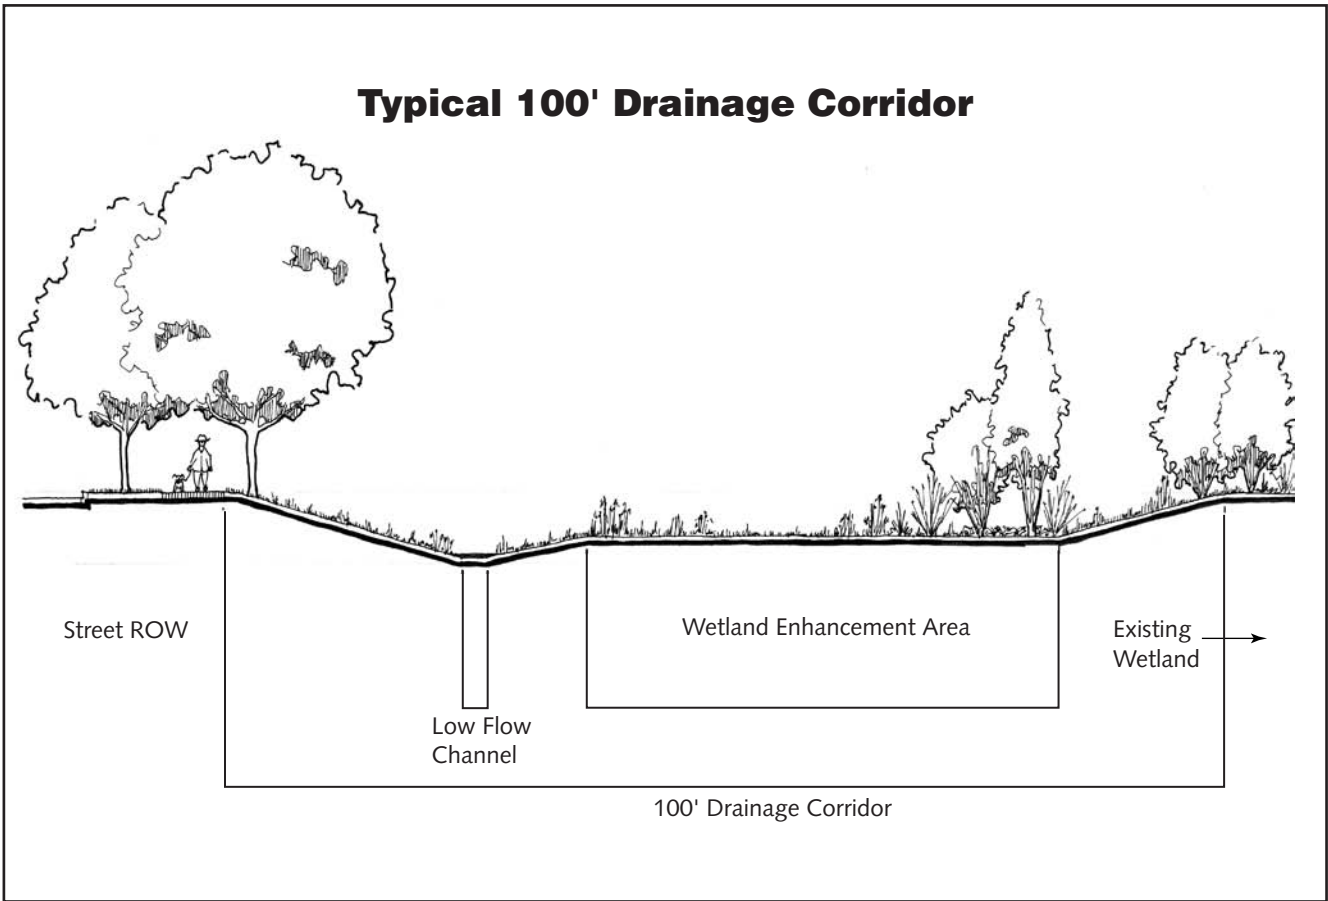 Typical 100' Drainage Corridor
Street ROW
Wetland Enhancement Area
Existing
Wetland
Low Flow
Channel
100' Drainage Corridor